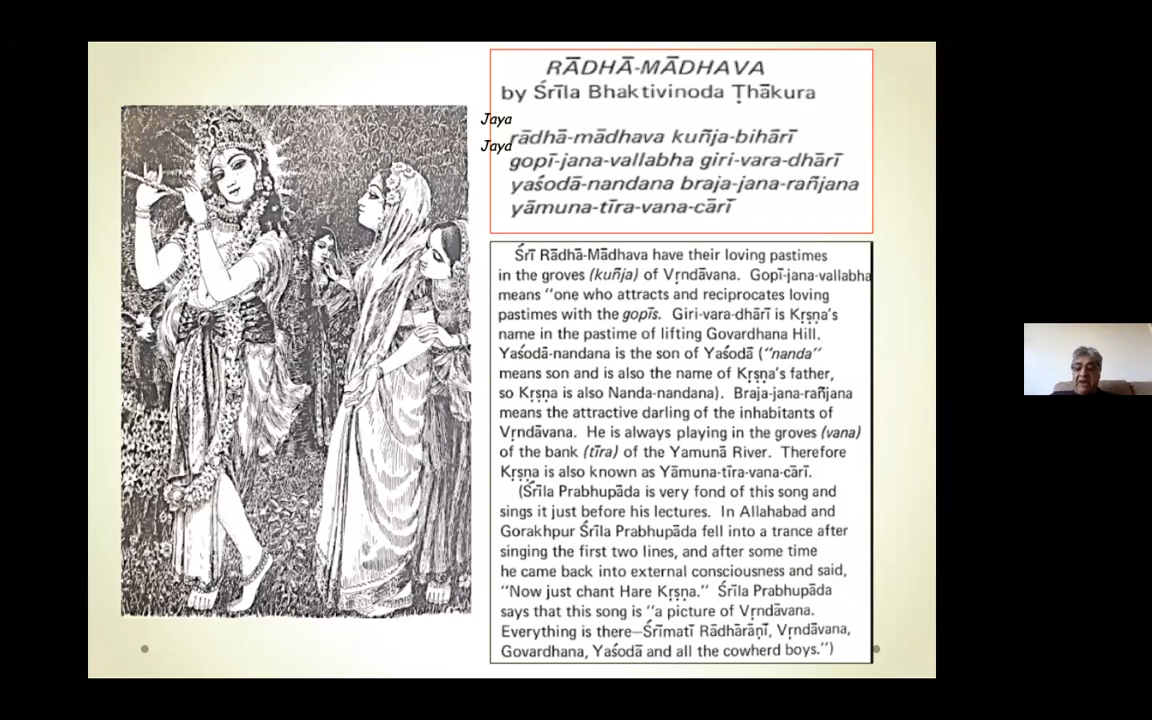 RĀDHĀ-MĀDHAVA
by Śrīla Bhaktivinoda Ṭhākura
Jaya
rādhā-mādhava kuñja-bihārī
Jaya
gopī-jana-vallabha giri-vara-dhārī
yaśodā-nandana braja-jana-rañjana
yāmuna-tīra-vana-cārī
Śrī Rādhā-Mādhava have their loving pastimes
in the groves (kuñja) of Vṛndāvana. Gopī-jana-vallabha
means "one who attracts and reciprocates loving
pastimes with the gopīs. Giri-vara-dhārī is Kṛṣṇa's
name in the pastime of lifting Govardhana Hill.
Yaśodā-nandana is the son of Yaśodā ("nanda"
means son and is also the name of Kṛṣṇa's father,
so Kṛṣṇa is also Nanda-nandana). Braja-jana-rañjana
means the attractive darling of the inhabitants of
Vṛndāvana. He is always playing in the groves (vana)
of the bank (tīra) of the Yamunā River. Therefore
Kṛṣṇa is also known as Yāmuna-tīra-vana-cārī.
(Śrīla Prabhupāda is very fond of this song and
sings it just before his lectures. In Allahabad and
Gorakhpur Śrīla Prabhupāda fell into a trance after
singing the first two lines, and after some time
he came back into external consciousness and said,
"Now just chant Hare Kṛṣṇa." Śrīla Prabhupāda
says that this song is "a picture of Vṛndāvana.
Everything is there—Śrīmatī Rādhārāṇī, Vṛndāvana,
Govardhana, Yaśodā and all the cowherd boys.")